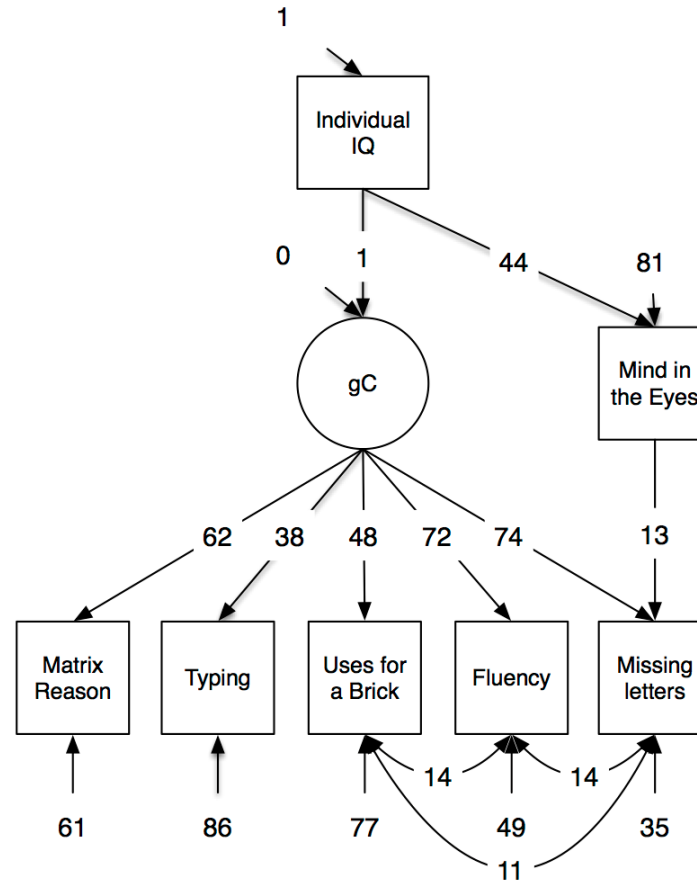 1
Individual
IQ
0
1
44
81
gC
Mind in
the Eyes
62
38
48
72
74
13
Matrix
Reason
Typing
Uses for
a Brick
Fluency
Missing
letters
14
14
61
86
77
49
35
11